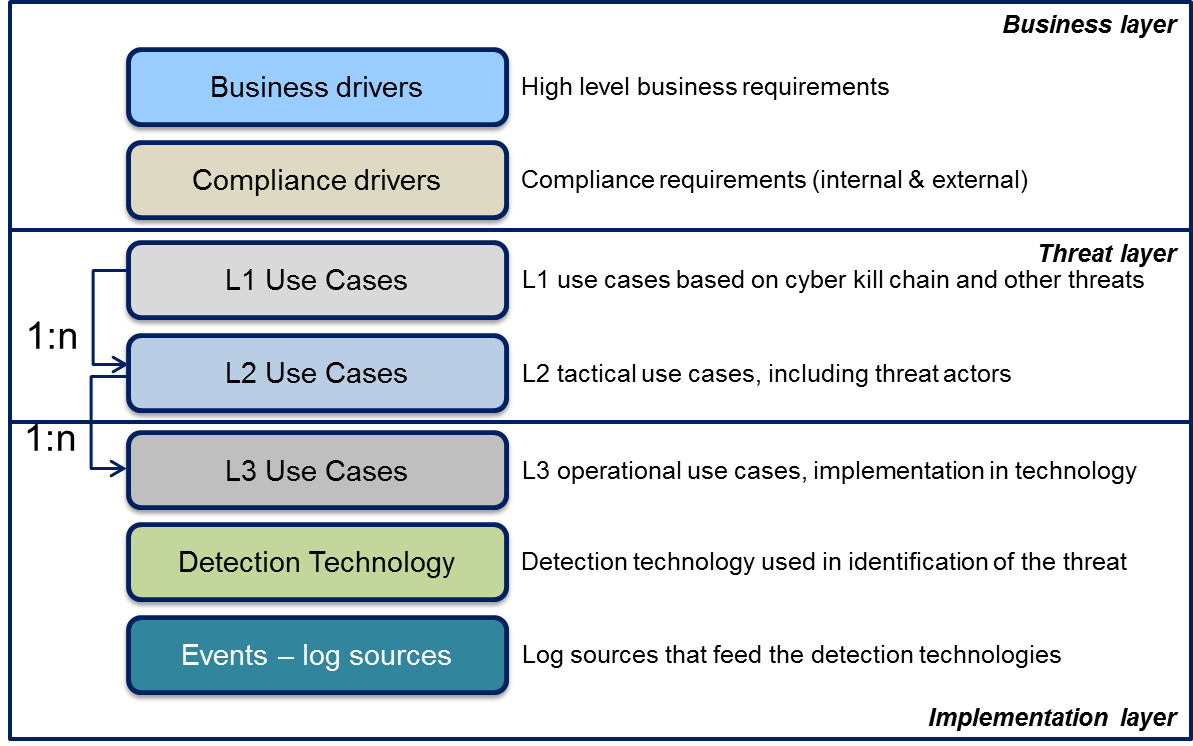 Business layer
Business drivers
High level business requirements
Compliance drivers
Compliance requirements (internal & external)
Threat layer
L1 Use Cases
L1 use cases based on cyber kill chain and other threats
1:n
L2 Use Cases
L2 tactical use cases, including threat actors
1:n
L3 Use Cases
L3 operational use cases, implementation in technology
Detection Technology
Detection technology used in identification of the threat
Events – log sources
Log sources that feed the detection technologies
Implementation layer